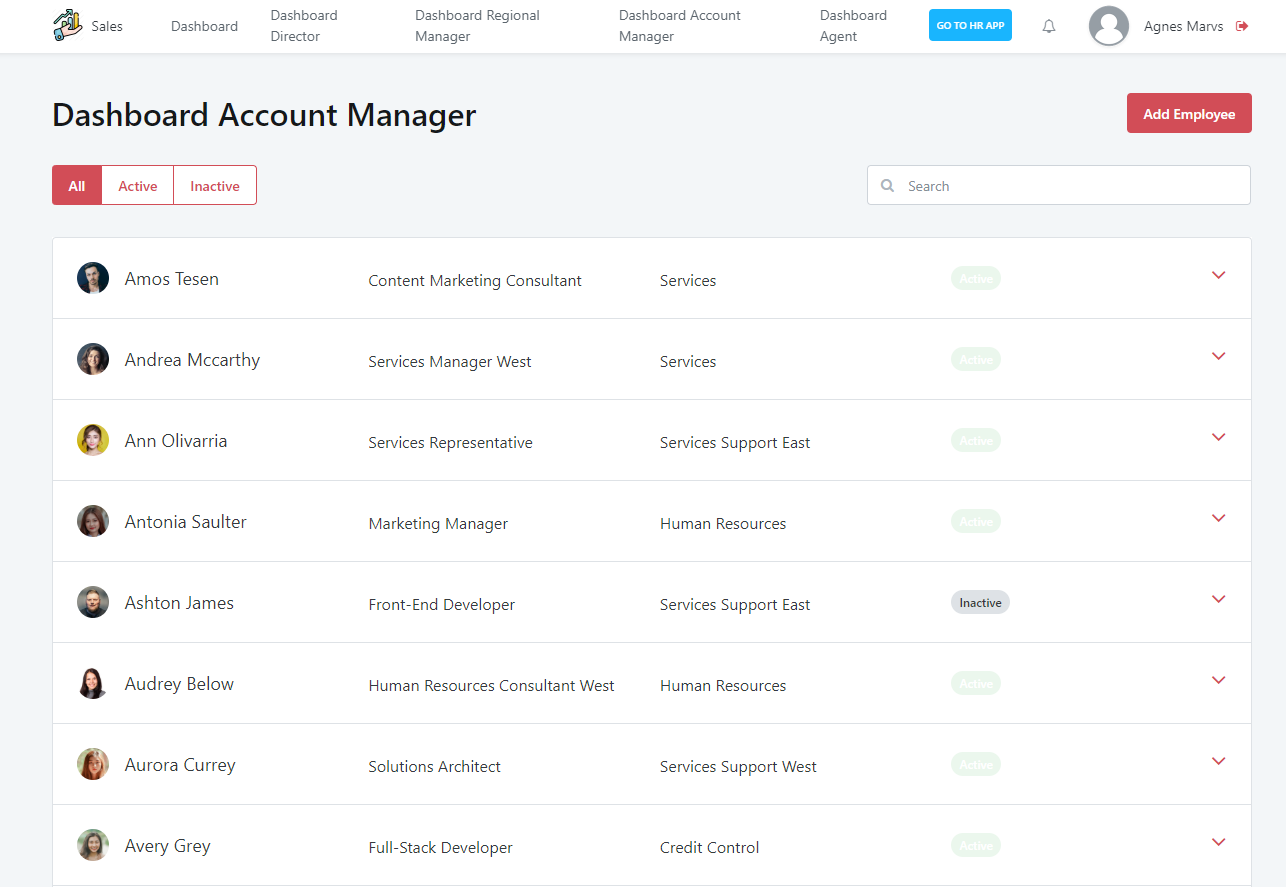 Sales
Dashboard
Dashboard
Director
Dashboard Regional
Manager
Dashboard Account
Manager
Dashboard
Agent
GO TO HR APP
Agnes Marvs
Dashboard Account Manager
Add Employee
All
Active
Inactive
Search
Amos Tesen
Content Marketing Consultant
Services
Active
Andrea Mccarthy
Services Manager West
Services
Active
Ann Olivarria
Services Representative
Services Support East
Active
Antonia Saulter
Marketing Manager
Human Resources
Active
Ashton James
Front-End Developer
Services Support East
Inactive
Audrey Below
Human Resources Consultant West
Human Resources
Active
Aurora Currey
Solutions Architect
Services Support West
Active
Avery Grey
Full-Stack Developer
Credit Control
Active